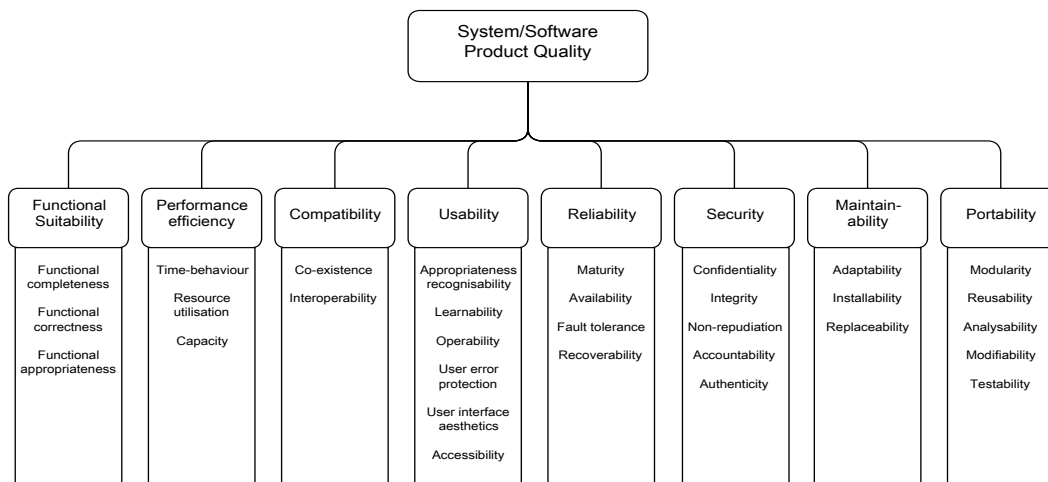 System/Software
Product Quality
Functional
Suitability
Performance
efficiency
Compatibility
Usability
Reliability
Security
Maintain-
ability
Portability
Functional
completeness
Functional
correctness
Functional
appropriateness
Time-behaviour
Resource
utilisation
Capacity
Co-existence
Interoperability
Appropriateness
recognisability
Learnability
Operability
User error
protection
User interface
aesthetics
Accessibility
Maturity
Availability
Fault tolerance
Recoverability
Confidentiality
Integrity
Non-repudiation
Accountability
Authenticity
Adaptability
Installability
Replaceability
Modularity
Reusability
Analysability
Modifiability
Testability